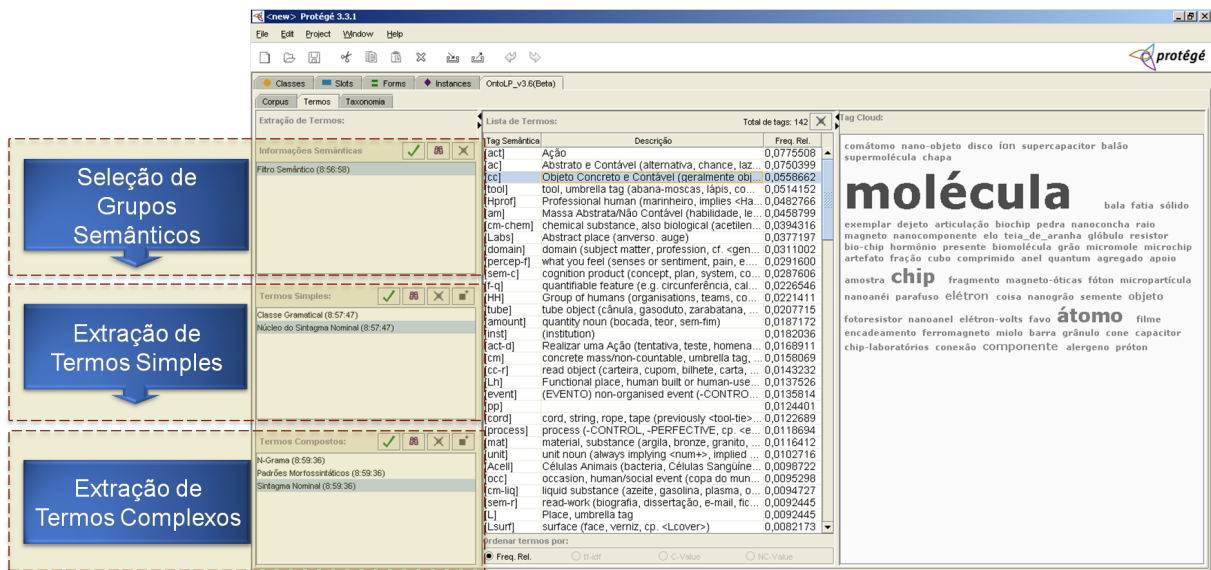 <new> Protégé 3.3.1
File Edit Project Window Help
protégé
Classes Slots Forms Instances OntoLP_v3.6(Beta)
Corpus Termos Taxonomia
Extração de Termos:
Informações Semânticas
Filtro Semântico (8:56:58)
Termos Simples:
Classe Gramatical (8:57:47)
Núcleo do Sintagma Nominal (8:57:47)
Termos Compostos:
N-Grama (8:59:36)
Padrões Morfossintáticos (8:59:36)
Sintagma Nominal (8:59:36)
Seleção de
Grupos
Semânticos
Extração de
Termos Simples
Extração de
Termos Complexos
Lista de Termos: Total de tags: 142
Tag Semântica Descrição Freq. Rel.
[act] Ação 0,0775508
[ac] Abstrato e Contável (alternativa, chance, laz... 0,0750399
[cc] Objeto Concreto e Contável (geralmente obj... 0,0558662
[tool] tool, umbrella tag (abana-moscas, lápis, co... 0,0514152
[Hprof] Professional human (marinheiro, implies <Ha... 0,0482766
[am] Massa Abstrata/Não Contável (habilidade, le... 0,0458799
[cm-chem] chemical substance, also biological (acetilen... 0,0394316
[Labs] Abstract place (anverso. auge) 0,0377197
[domain] domain (subject matter, profession, cf. <gen... 0,0311002
[percep-f] what you feel (senses or sentiment, pain, e.... 0,0291600
[sem-c] cognition product (concept, plan, system, co... 0,0287606
[f-q] quantifiable feature (e.g. circunferência, cal... 0,0226546
[HH] Group of humans (organisations, teams, co... 0,0221411
[tube] tube object (cânula, gasoduto, zarabatana, ... 0,0207715
[amount] quantity noun (bocada, teor, sem-fim) 0,0187172
[inst] (institution) 0,0182036
[act-d] Realizar uma Ação (tentativa, teste, homena... 0,0168911
[cm] concrete mass/non-countable, umbrella tag, ... 0,0158069
[cc-r] read object (carteira, cupom, bilhete, carta, ... 0,0143232
[Lh] Functional place, human built or human-use... 0,0137526
[event] (EVENTO) non-organised event (-CONTRO... 0,0135814
[pp] 0,0124401
[cord] cord, string, rope, tape (previously <tool-tie>... 0,0122689
[process] process (-CONTROL, -PERFECTIVE, cp. <e... 0,0118694
[mat] material, substance (argila, bronze, granito, ... 0,0116412
[unit] unit noun (always implying <num+>, implied ... 0,0102716
[Acell] Células Animais (bacteria, Células Sangüíne... 0,0098722
[occ] occasion, human/social event (copa do mun... 0,0095298
[cm-liq] liquid substance (azeite, gasolina, plasma, o... 0,0094727
[sem-r] read-work (biografia, dissertação, e-mail, fic... 0,0092445
[L] Place, umbrella tag 0,0092445
[Lsurf] surface (face, verniz, cp. <Lcover>) 0,0082173
Ordenar termos por:
Freq. Rel. tf-idf C-Value NC-Value
Tag Cloud:
comátomo nano-objeto disco íon supercapacitor balão
supermolécula chapa
molécula bala fatia sólido
exemplar dejeto articulação biochip pedra nanoconcha raio
magneto nanocomponente elo teia_de_aranha glóbulo resistor
bio-chip hormônio presente biomolécula grão micromole microchip
artefato fração cubo comprimido anel quantum agregado apoio
amostra chip fragmento magneto-óticas fóton micropartícula
nanoanéi parafuso elétron coisa nanogrão semente objeto
fotoresistor nanoanel elétron-volts favo átomo filme
encadeamento ferromagneto miolo barra grânulo cone capacitor
chip-laboratórios conexão componente alergeno próton